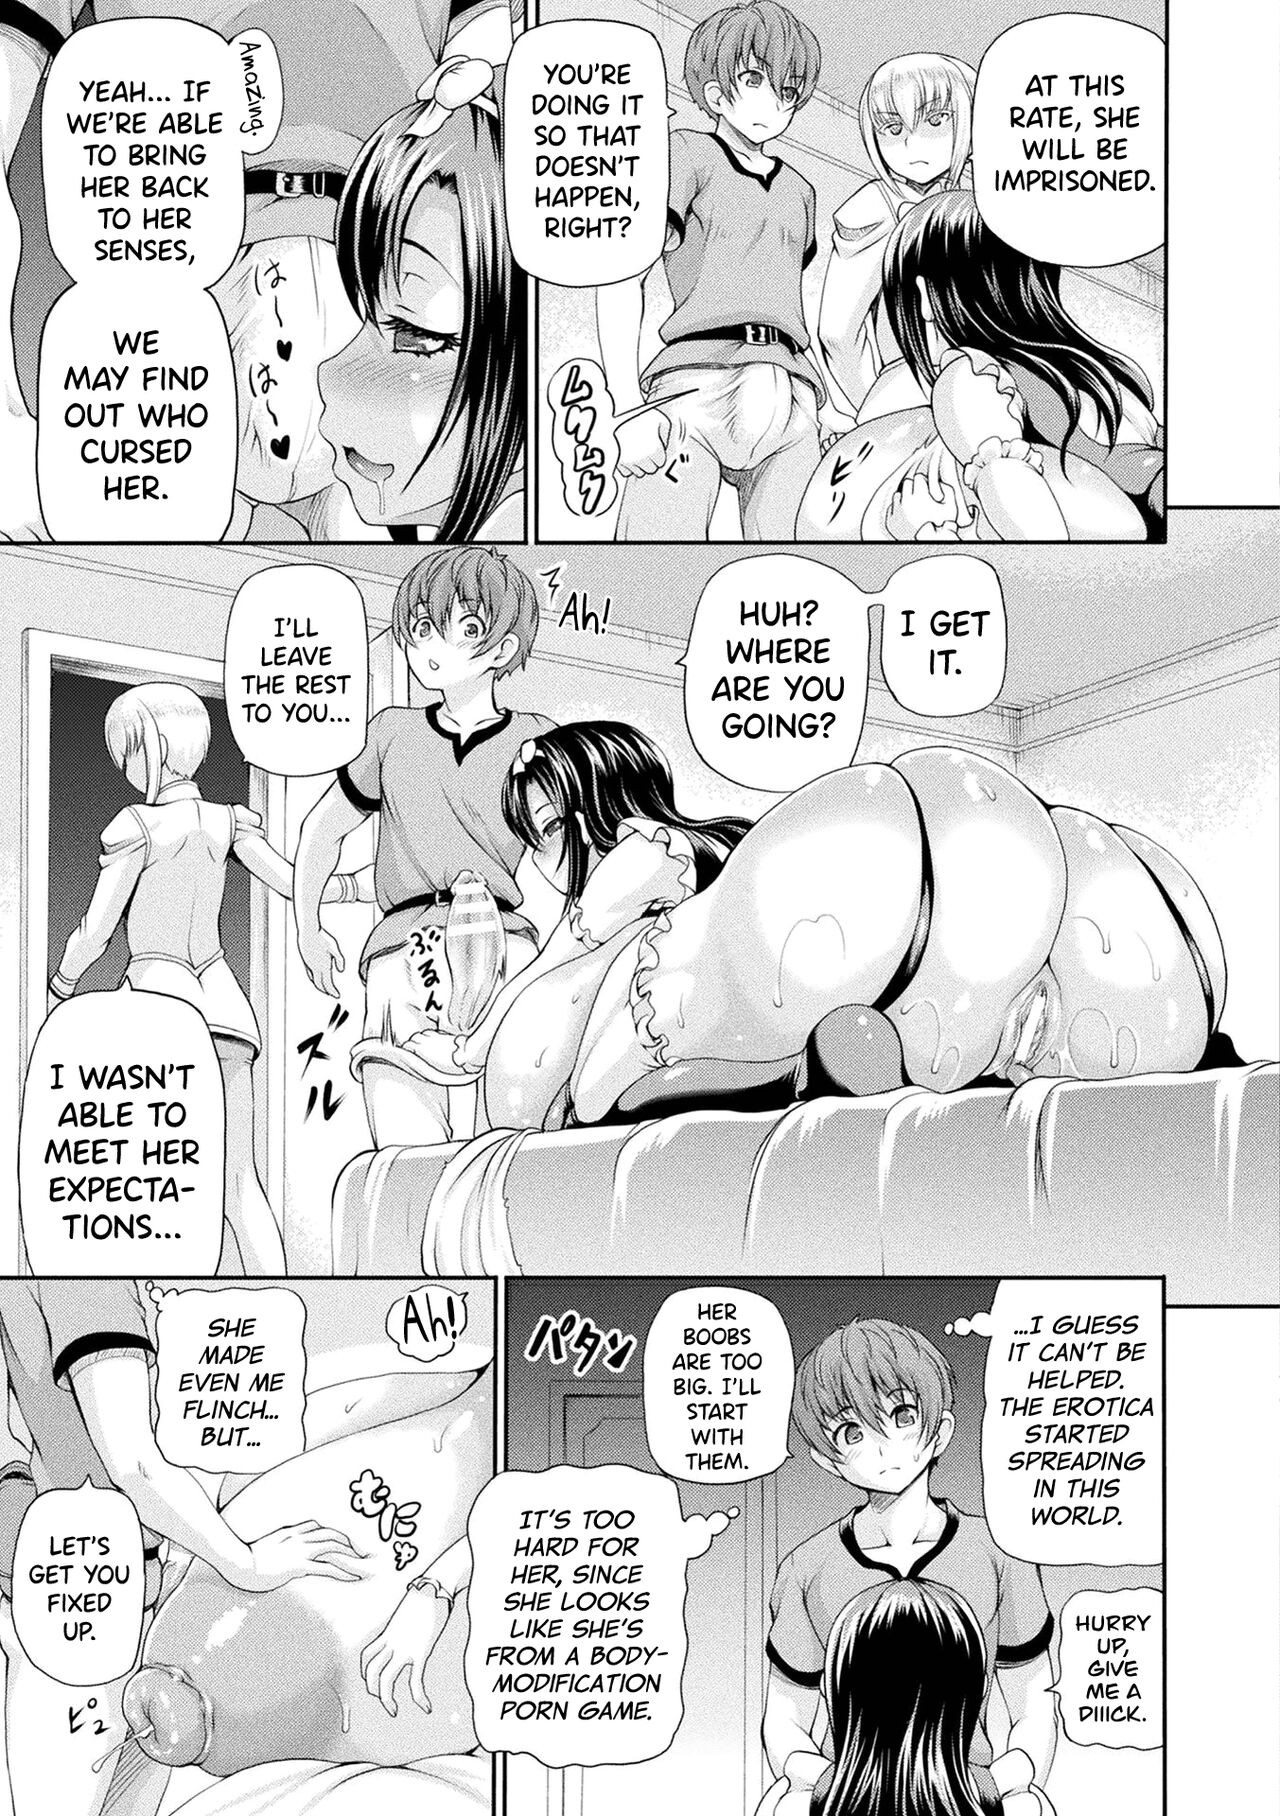 AT THIS
RATE, SHE
WILL BE
IMPRISONED.
YOU'RE
DOING IT
SO THAT
DOESN'T
HAPPEN,
RIGHT?
ムクムク
ぐ
ビリ
Amazing.
YEAH... IF
WE'RE ABLE
TO BRING
HER BACK
TO HER
SENSES,
WE
MAY FIND
OUT WHO
CURSED
HER.
は～♥
は～♥
I GET
IT.
HUH?
WHERE
ARE YOU
GOING?
Ah!
I'LL
LEAVE
THE REST
TO YOU...
ぶるん
ズルッ
I WASN'T
ABLE TO
MEET HER
EXPECTA-
TIONS...
...I GUESS
IT CAN'T BE
HELPED.
THE EROTICA
STARTED
SPREADING
IN THIS
WORLD.
HER
BOOBS
ARE TOO
BIG. I'LL
START
WITH
THEM.
パタン
HURRY
UP,
GIVE
ME A
DIIICK.
IT'S TOO
HARD FOR
HER, SINCE
SHE LOOKS
LIKE SHE'S
FROM A BODY-
MODIFICATION
PORN GAME.
Ah!
SHE
MADE
EVEN ME
FLINCH...
BUT...
むにゅ
LET'S
GET YOU
FIXED
UP.
ピュ